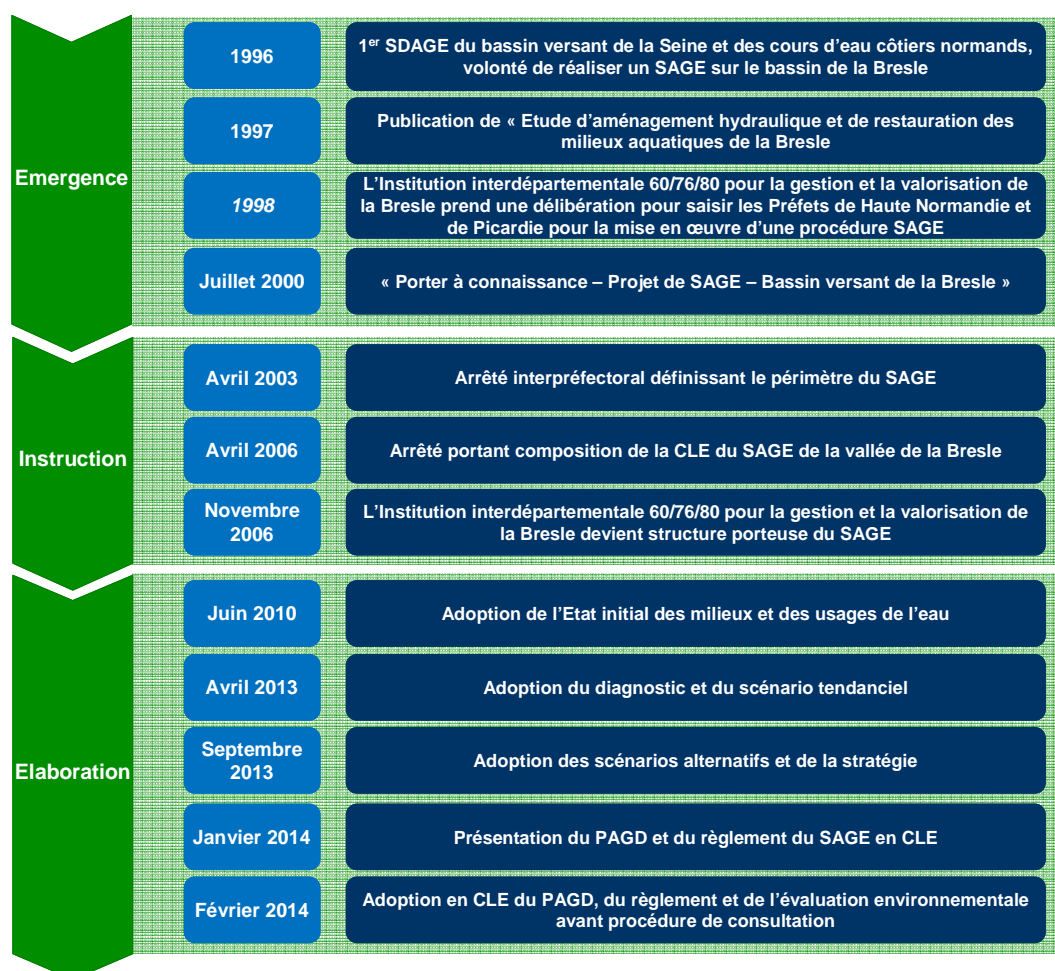 Emergence
1996
1er SDAGE du bassin versant de la Seine et des cours d'eau côtiers normands,
volonté de réaliser un SAGE sur le bassin de la Bresle
1997
Publication de « Etude d'aménagement hydraulique et de restauration des
milieux aquatiques de la Bresle
1998
L'Institution interdépartementale 60/76/80 pour la gestion et la valorisation de
la Bresle prend une délibération pour saisir les Préfets de Haute Normandie et
de Picardie pour la mise en œuvre d'une procédure SAGE
Juillet 2000
« Porter à connaissance – Projet de SAGE – Bassin versant de la Bresle »
Instruction
Avril 2003
Arrêté interpréfectoral définissant le périmètre du SAGE
Avril 2006
Arrêté portant composition de la CLE du SAGE de la vallée de la Bresle
Novembre
2006
L'Institution interdépartementale 60/76/80 pour la gestion et la valorisation de
la Bresle devient structure porteuse du SAGE
Elaboration
Juin 2010
Adoption de l'Etat initial des milieux et des usages de l'eau
Avril 2013
Adoption du diagnostic et du scénario tendanciel
Septembre
2013
Adoption des scénarios alternatifs et de la stratégie
Janvier 2014
Présentation du PAGD et du règlement du SAGE en CLE
Février 2014
Adoption en CLE du PAGD, du règlement et de l'évaluation environnementale
avant procédure de consultation